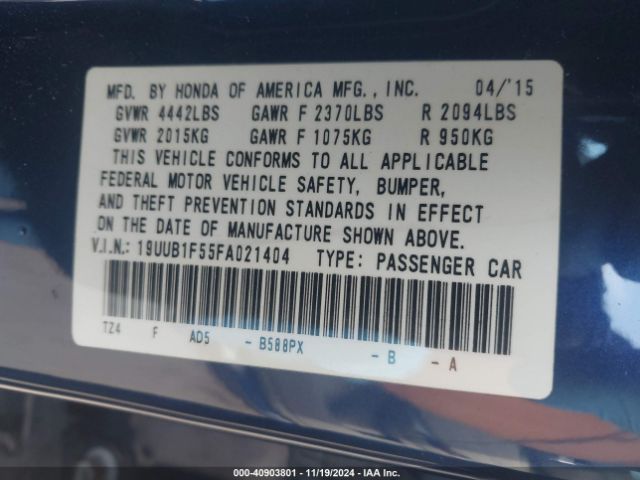 MFD. BY HONDA OF AMERICA MFG., INC. 04/'15
GVWR 4442LBS GAWR F 2370LBS R 2094LBS
GVWR 2015KG GAWR F 1075KG R 950KG
THIS VEHICLE CONFORMS TO ALL APPLICABLE
FEDERAL MOTOR VEHICLE SAFETY, BUMPER,
AND THEFT PREVENTION STANDARDS IN EFFECT
ON THE DATE OF MANUFACTURE SHOWN ABOVE.
V.I.N.: 19UUB1F55FA021404 TYPE: PASSENGER CAR
TZ4 F AD5 - B588PX - B - A
000-40903801 - 11/19/2024 - IAA Inc.